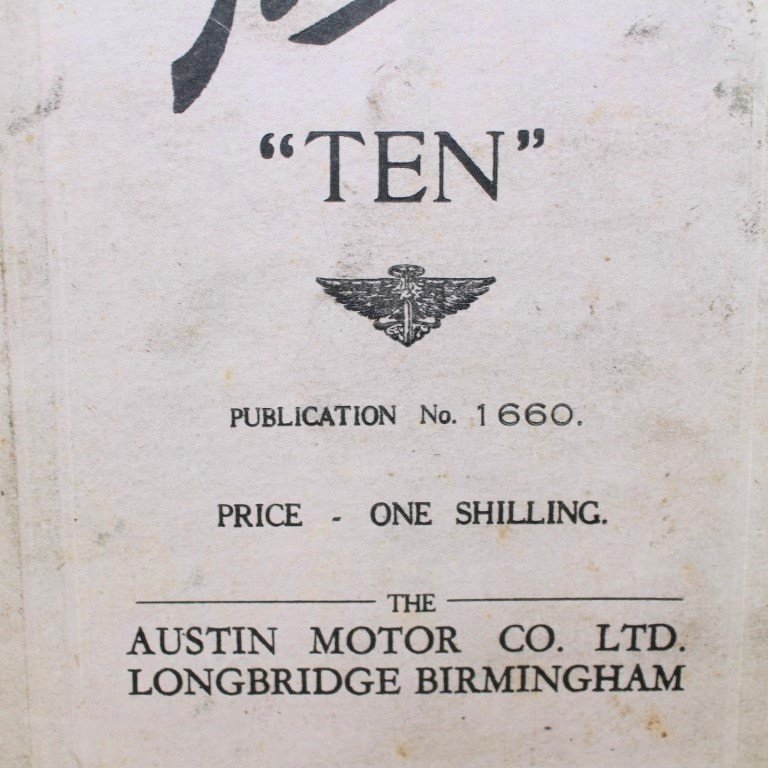 “TEN”
PUBLICATION No. 1660.
PRICE - ONE SHILLING.
THE
AUSTIN MOTOR CO. LTD.
LONGBRIDGE BIRMINGHAM